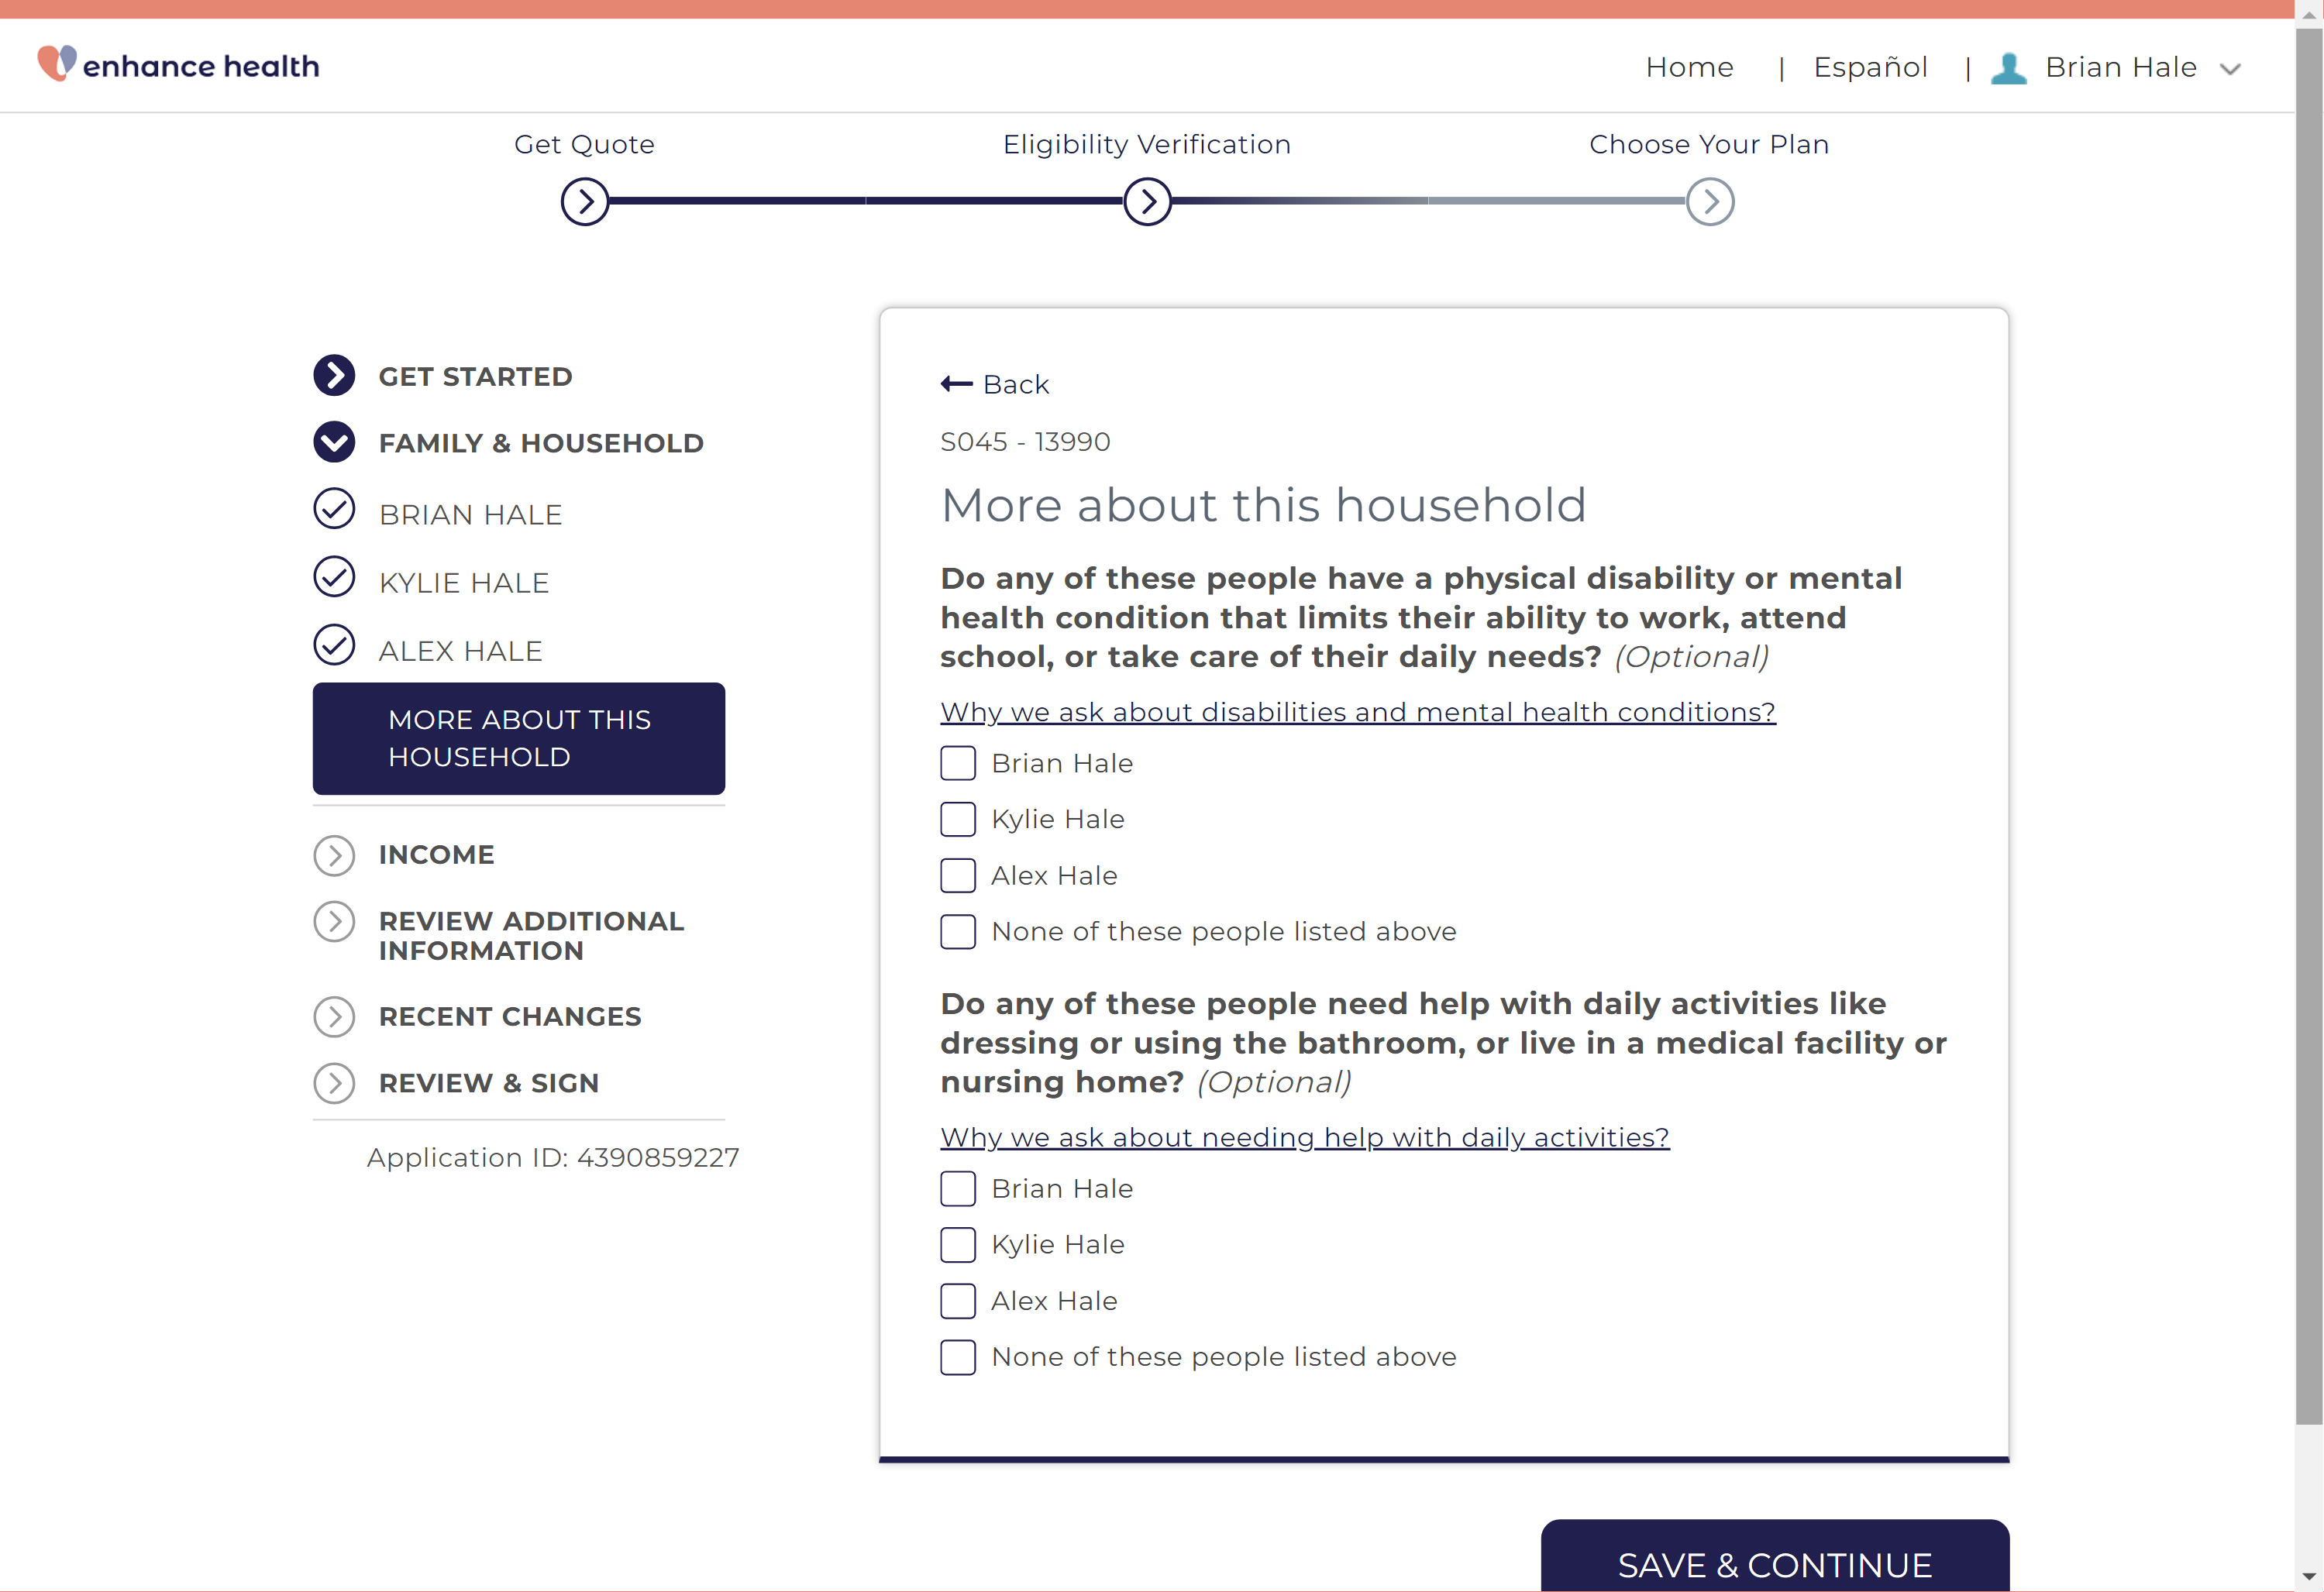 enhance health
Home | Español | Brian Hale
Get Quote
Eligibility Verification
Choose Your Plan
GET STARTED
FAMILY & HOUSEHOLD
BRIAN HALE
KYLIE HALE
ALEX HALE
MORE ABOUT THIS
HOUSEHOLD
INCOME
REVIEW ADDITIONAL
INFORMATION
RECENT CHANGES
REVIEW & SIGN
Application ID: 4390859227
Back
S045 - 13990
More about this household
Do any of these people have a physical disability or mental
health condition that limits their ability to work, attend
school, or take care of their daily needs? (Optional)
Why we ask about disabilities and mental health conditions?
Brian Hale
Kylie Hale
Alex Hale
None of these people listed above
Do any of these people need help with daily activities like
dressing or using the bathroom, or live in a medical facility or
nursing home? (Optional)
Why we ask about needing help with daily activities?
Brian Hale
Kylie Hale
Alex Hale
None of these people listed above
SAVE & CONTINUE